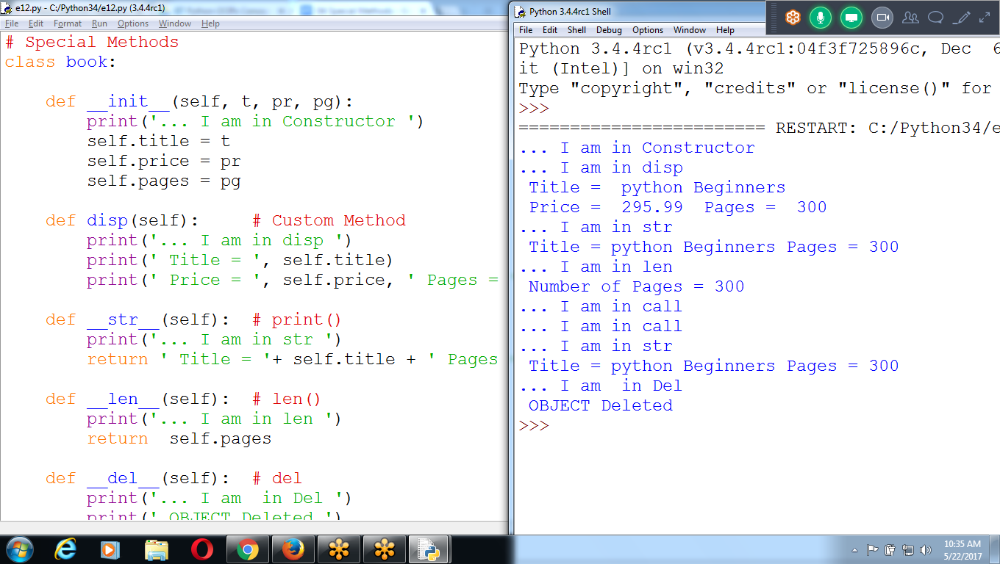 e12.py - C:/Python34/e12.py (3.4.4rc1)
File Edit Format Run Options Window Help
# Special Methods
class book:
    def __init__(self, t, pr, pg):
        print('... I am in Constructor ')
        self.title = t
        self.price = pr
        self.pages = pg
    def disp(self):     # Custom Method
        print('... I am in disp ')
        print(' Title = ', self.title)
        print(' Price = ', self.price, ' Pages =
    def __str__(self):  # print()
        print('... I am in str ')
        return ' Title = '+ self.title + ' Pages
    def __len__(self):  # len()
        print('... I am in len ')
        return  self.pages
    def __del__(self):  # del
        print('... I am  in Del ')
        print(' OBJECT Deleted ')
Python 3.4.4rc1 Shell
File Edit Shell Debug Options Window Help
Python 3.4.4rc1 (v3.4.4rc1:04f3f725896c, Dec  6
it (Intel)] on win32
Type "copyright", "credits" or "license()" for
>>>
======================== RESTART: C:/Python34/e
... I am in Constructor
... I am in disp
 Title =  python Beginners
 Price =  295.99  Pages =  300
... I am in str
 Title = python Beginners Pages = 300
... I am in len
 Number of Pages = 300
... I am in call
... I am in call
... I am in str
 Title = python Beginners Pages = 300
... I am  in Del
 OBJECT Deleted
>>>
10:35 AM
5/22/2017